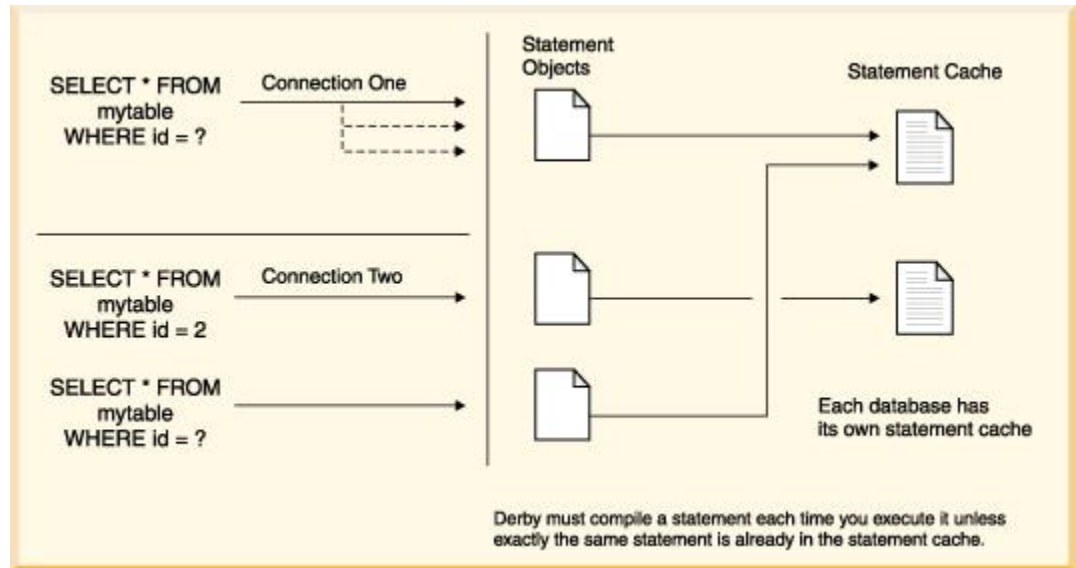 SELECT * FROM
mytable
WHERE id = ?
Connection One
Statement
Objects
Statement Cache
SELECT * FROM
mytable
WHERE id = 2
Connection Two
SELECT * FROM
mytable
WHERE id = ?
Each database has
its own statement cache
Derby must compile a statement each time you execute it unless
exactly the same statement is already in the statement cache.